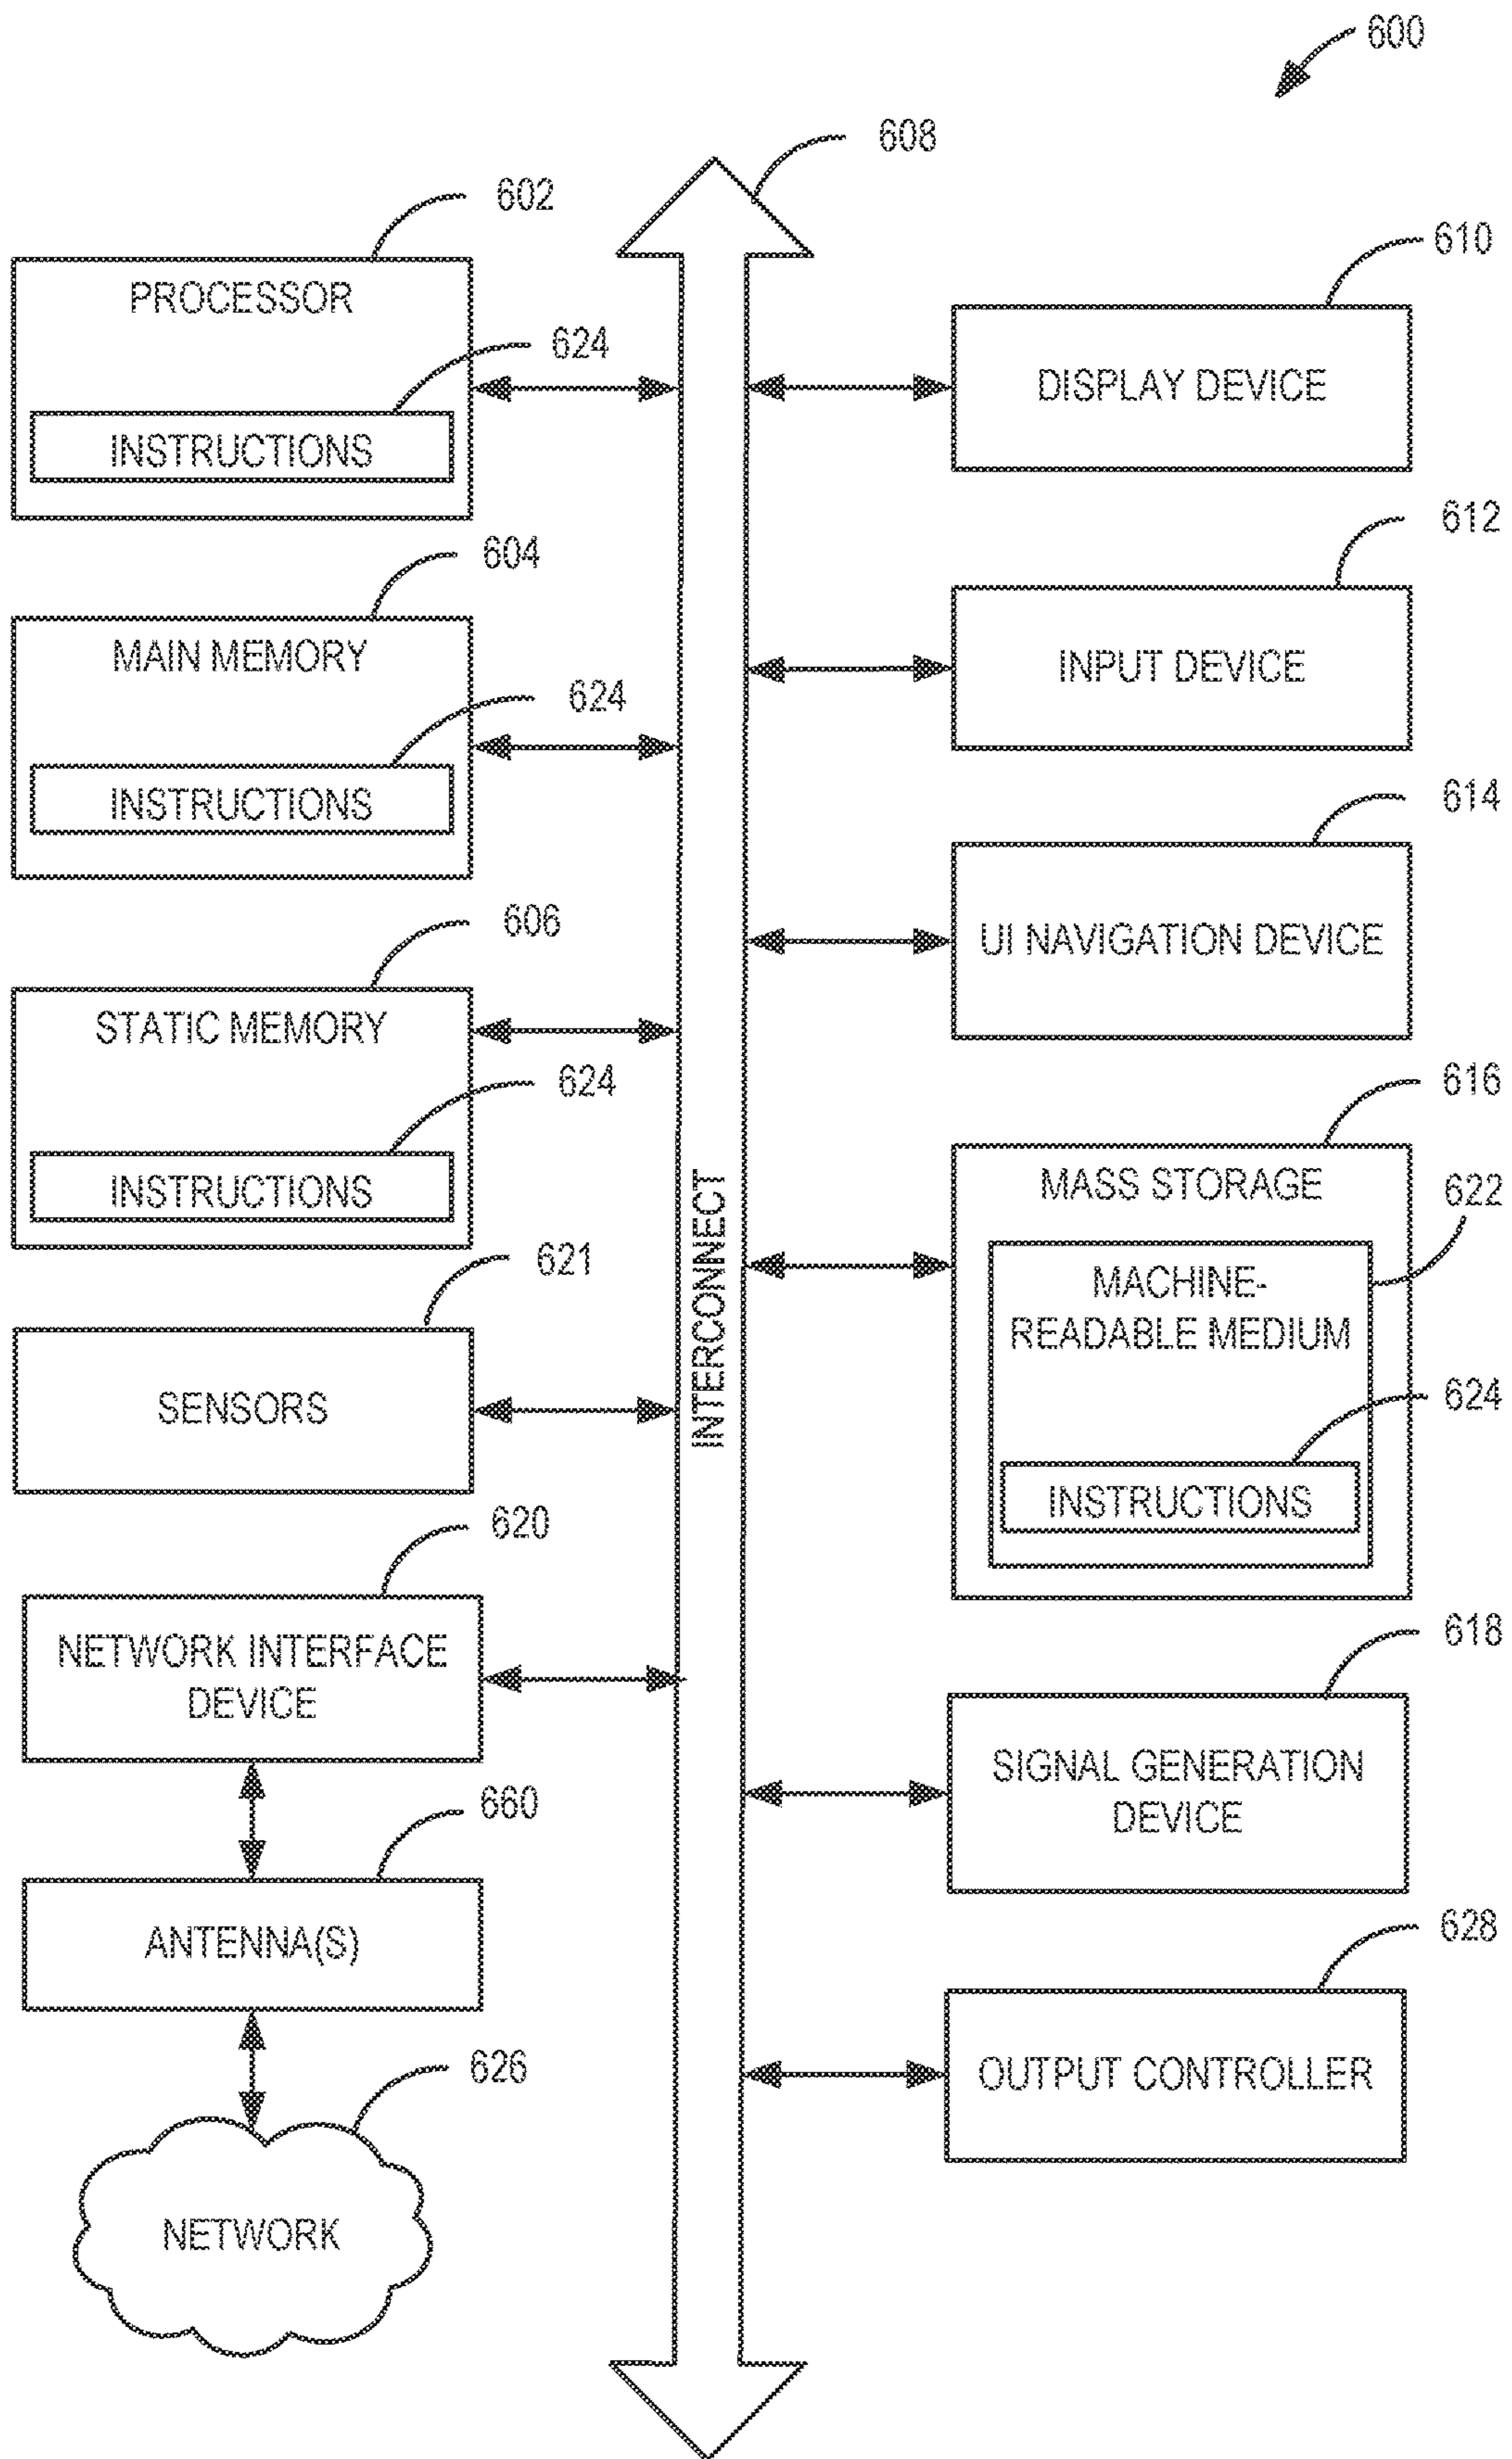 600
608
602
PROCESSOR
624
INSTRUCTIONS
604
MAIN MEMORY
624
INSTRUCTIONS
606
STATIC MEMORY
624
INSTRUCTIONS
621
SENSORS
620
NETWORK INTERFACE
DEVICE
660
ANTENNA(S)
626
NETWORK
INTERCONNECT
610
DISPLAY DEVICE
612
INPUT DEVICE
614
UI NAVIGATION DEVICE
616
MASS STORAGE
622
MACHINE-
READABLE MEDIUM
624
INSTRUCTIONS
618
SIGNAL GENERATION
DEVICE
628
OUTPUT CONTROLLER